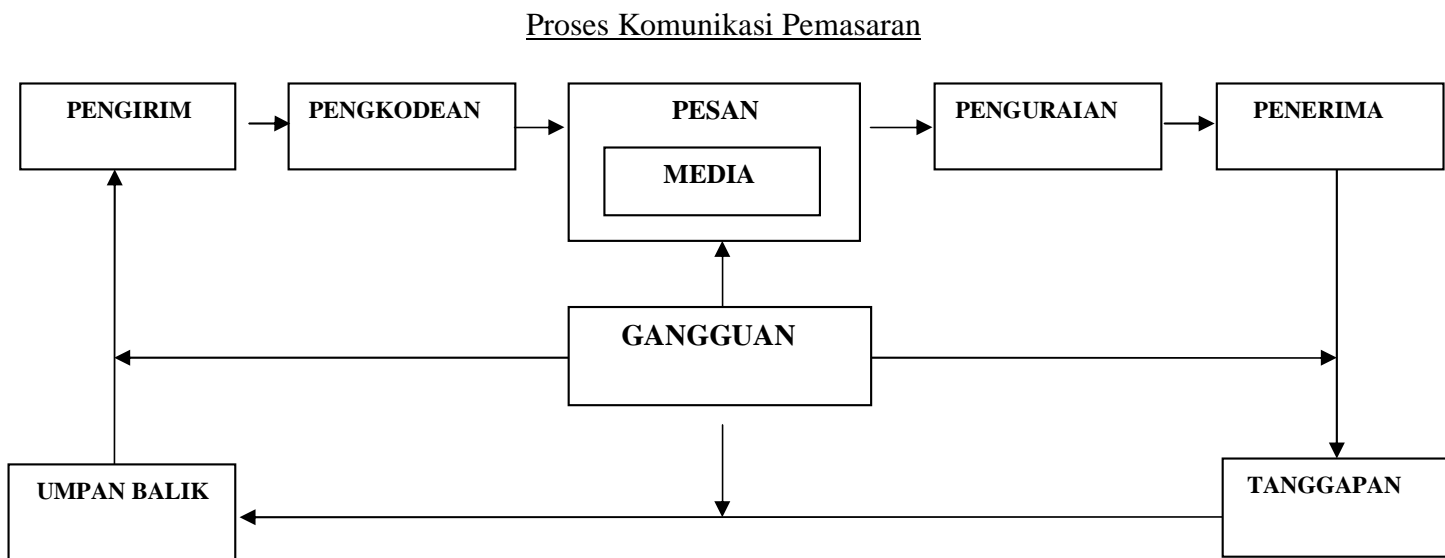 Proses Komunikasi Pemasaran
PENGIRIM
PENGKODEAN
PESAN
MEDIA
PENGURAIAN
PENERIMA
GANGGUAN
UMPAN BALIK
TANGGAPAN